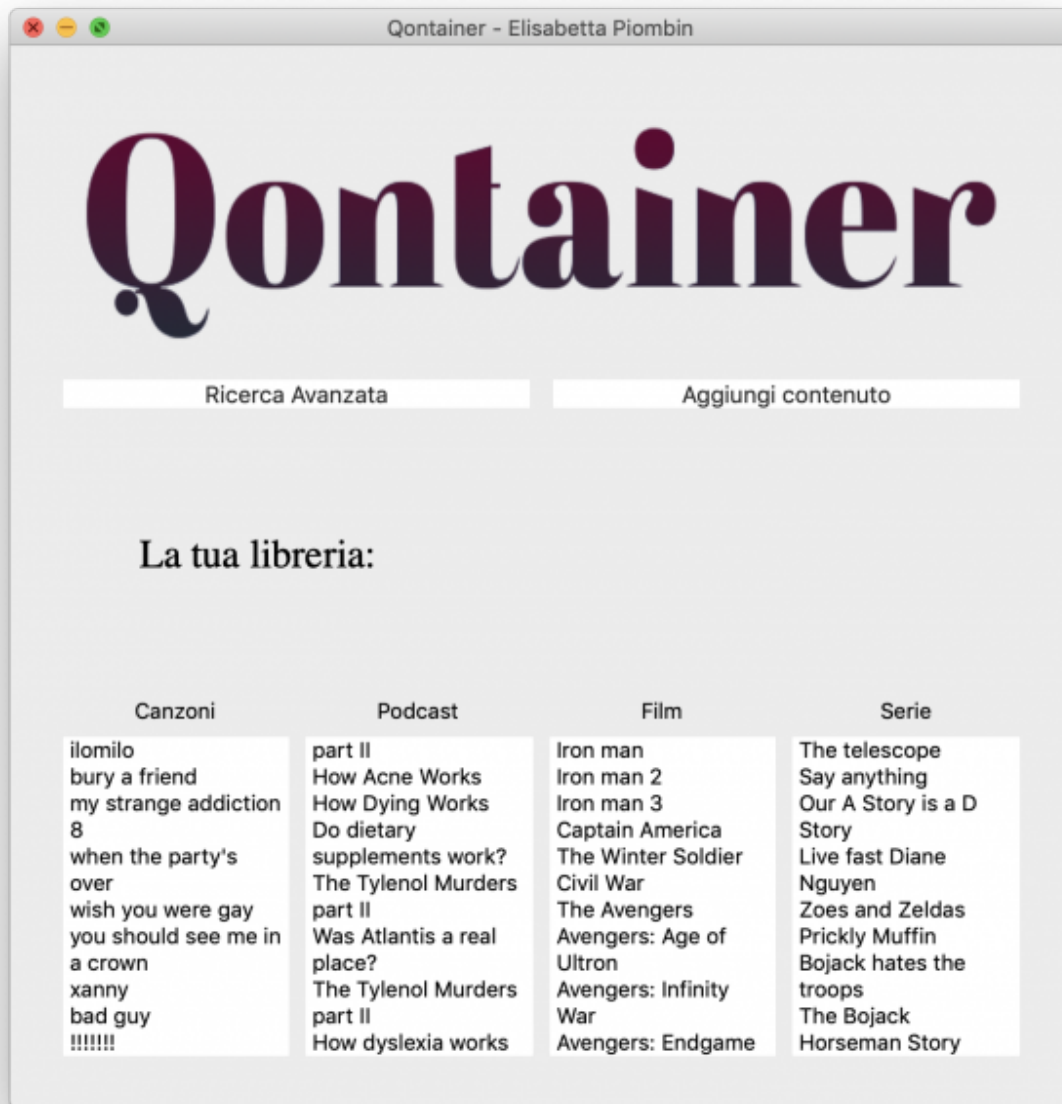 Qontainer - Elisabetta Piombin
Qontainer
Ricerca Avanzata
Aggiungi contenuto
La tua libreria:
Canzoni
ilomilo
bury a friend
my strange addiction
8
when the party's
over
wish you were gay
you should see me in
a crown
xanny
bad guy
!!!!!!!
Podcast
part II
How Acne Works
How Dying Works
Do dietary
supplements work?
The Tylenol Murders
part II
Was Atlantis a real
place?
The Tylenol Murders
part II
How dyslexia works
Film
Iron man
Iron man 2
Iron man 3
Captain America
The Winter Soldier
Civil War
The Avengers
Avengers: Age of
Ultron
Avengers: Infinity
War
Avengers: Endgame
Serie
The telescope
Say anything
Our A Story is a D
Story
Live fast Diane
Nguyen
Zoes and Zeldas
Prickly Muffin
Bojack hates the
troops
The Bojack
Horseman Story